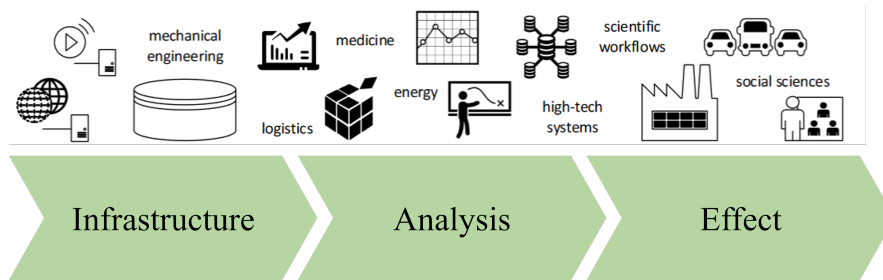 mechanical
engineering
medicine
scientific
workflows
logistics
energy
high-tech
systems
social sciences
Infrastructure
Analysis
Effect